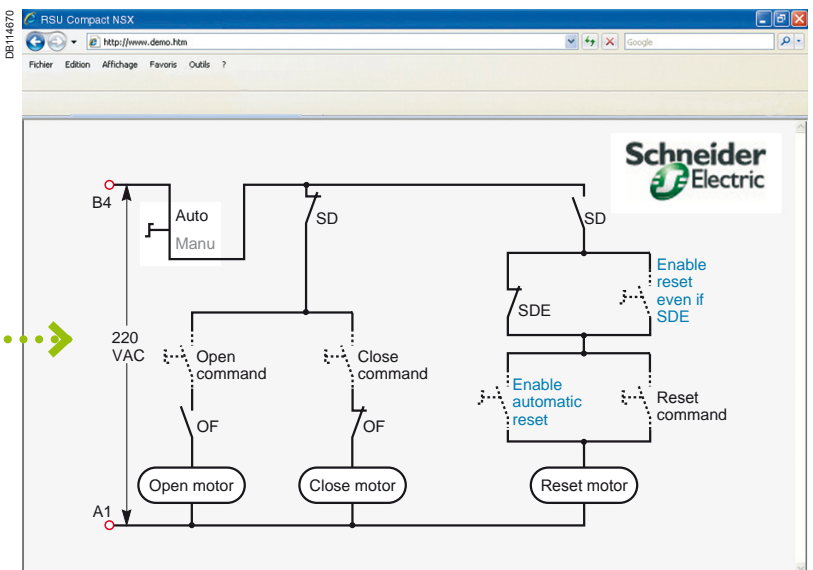 DB114670
RSU Compact NSX
http://www.demo.htm
Google
Fichier Edition Affichage Favoris Outils ?
Schneider
Electric
B4
Auto
Manu
SD
SD
Enable
reset
even if
SDE
SDE
220
VAC
Open
command
Close
command
Enable
automatic
reset
Reset
command
OF
OF
Open motor
Close motor
Reset motor
A1